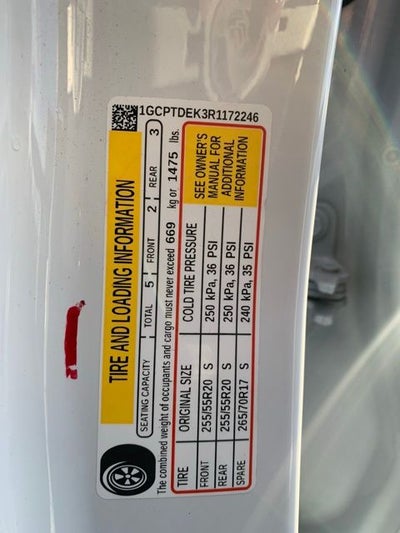 1GCPTDEK3R1172246
TIRE AND LOADING INFORMATION
SEATING CAPACITY TOTAL 5 FRONT 2 REAR 3
The combined weight of occupants and cargo must never exceed 669 kg or 1475 lbs.
TIRE ORIGINAL SIZE COLD TIRE PRESSURE
FRONT 255/55R20 S 250 kPa, 36 PSI
REAR 255/55R20 S 250 kPa, 36 PSI
SPARE 265/70R17 S 240 kPa, 35 PSI
SEE OWNER'S
MANUAL FOR
ADDITIONAL
INFORMATION